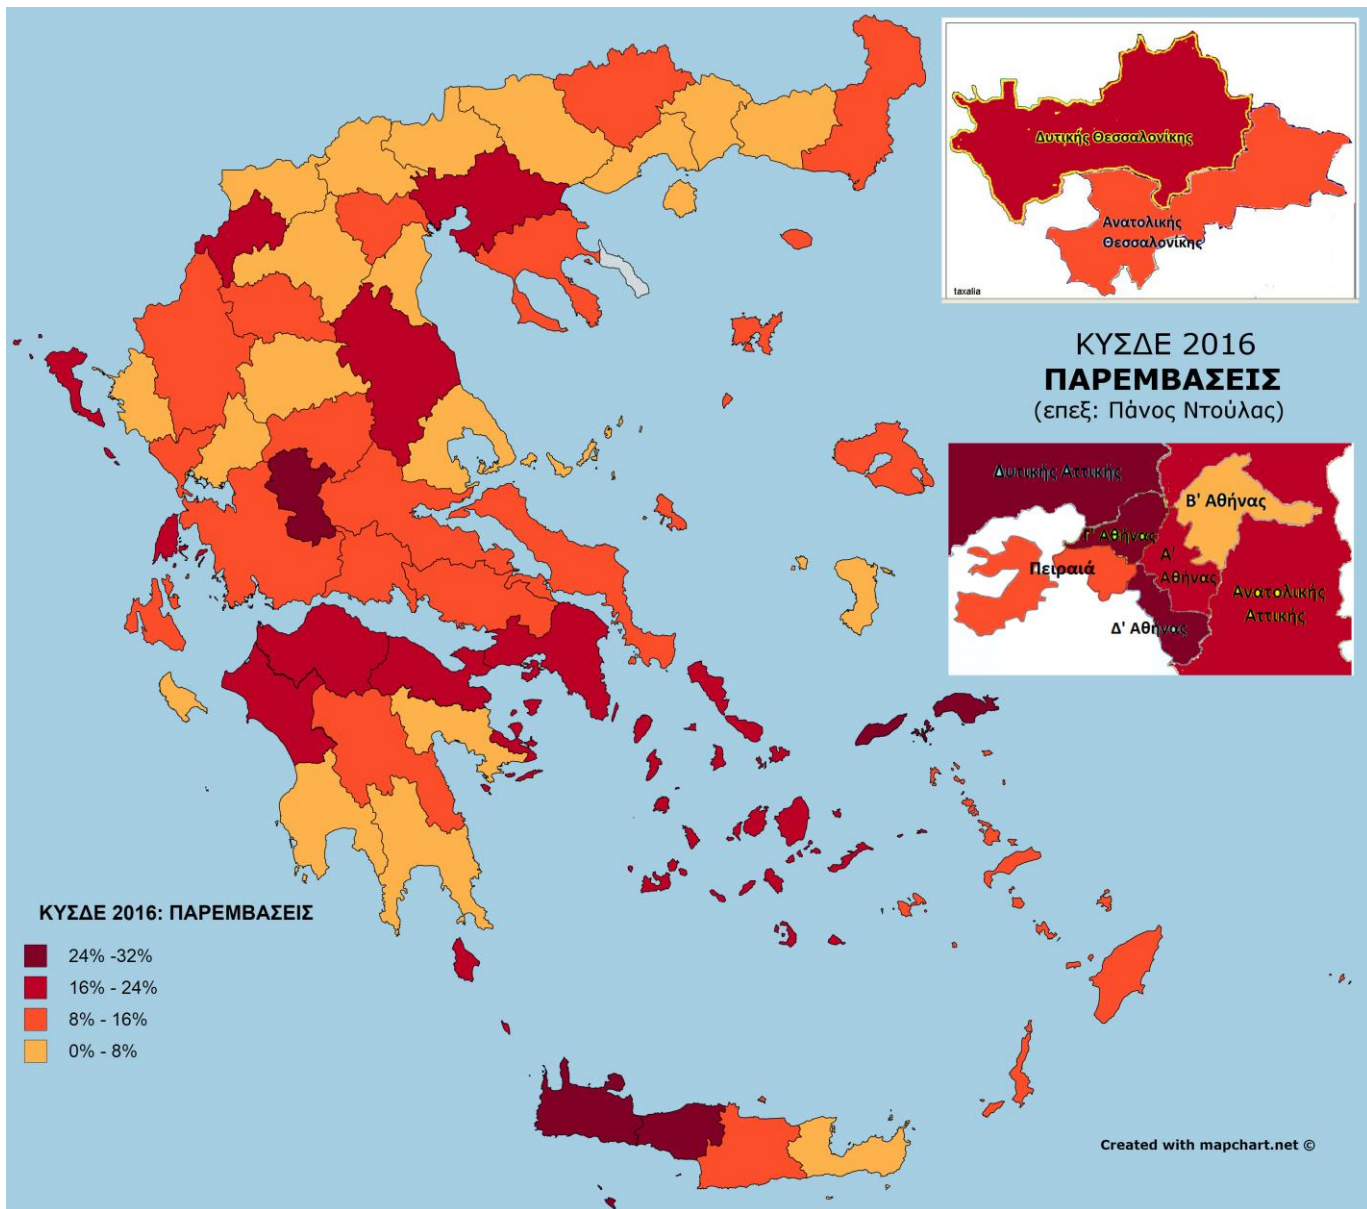 Δυτικής Θεσσαλονίκης
Ανατολικής
Θεσσαλονίκης
taxalia
ΚΥΣΔΕ 2016
ΠΑΡΕΜΒΑΣΕΙΣ
(επεξ: Πάνος Ντούλας)
Δυτικής Αττικής
Β' Αθήνας
Γ' Αθήνας
Α'
Αθήνας
Πειραιά
Ανατολικής
Αττικής
Δ' Αθήνας
ΚΥΣΔΕ 2016: ΠΑΡΕΜΒΑΣΕΙΣ
24% -32%
16% - 24%
8% - 16%
0% - 8%
Created with mapchart.net ©